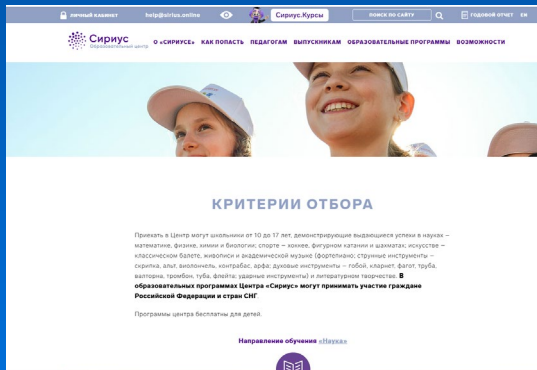 ЛИЧНЫЙ КАБИНЕТ help@sirius.online Сириус.Курсы ПОИСК ПО САЙТУ ГОДОВОЙ ОТЧЕТ EN
Сириус
Образовательный центр
О «СИРИУСЕ» КАК ПОПАСТЬ ПЕДАГОГАМ ВЫПУСКНИКАМ ОБРАЗОВАТЕЛЬНЫЕ ПРОГРАММЫ ВОЗМОЖНОСТИ
КРИТЕРИИ ОТБОРА
Приехать в Центр могут школьники от 10 до 17 лет, демонстрирующие выдающиеся успехи в науках –
математике, физике, химии и биологии; спорте – хоккее, фигурном катании и шахматах; искусстве –
классическом балете, живописи и академической музыке (фортепиано; струнные инструменты –
скрипка, альт, виолончель, контрабас, арфа; духовые инструменты – гобой, кларнет, фагот, труба,
валторна, тромбон, туба, флейта; ударные инструменты) и литературном творчестве. В
образовательных программах Центра «Сириус» могут принимать участие граждане
Российской Федерации и стран СНГ.
Программы центра бесплатны для детей.
Направление обучения «Наука»